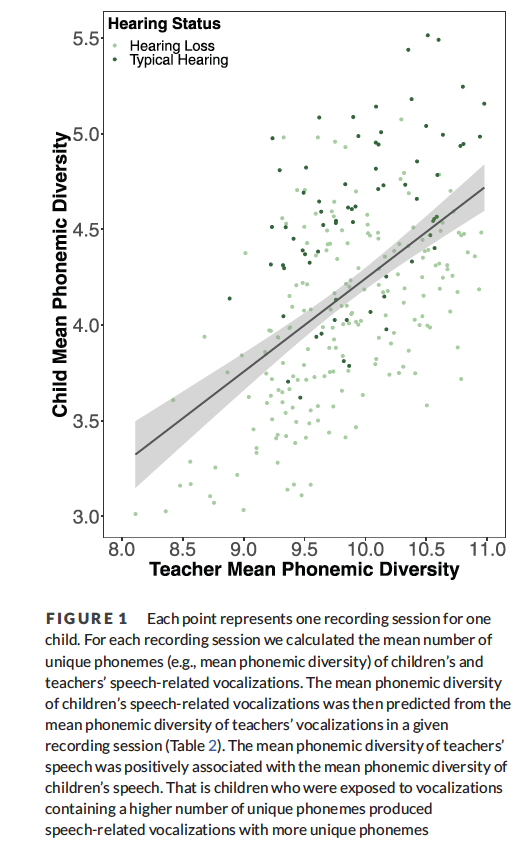 Hearing Status
Hearing Loss
Typical Hearing
5.5
5.0
4.5
4.0
3.5
3.0
Child Mean Phonemic Diversity
8.0 8.5 9.0 9.5 10.0 10.5 11.0
Teacher Mean Phonemic Diversity
FIGURE 1 Each point represents one recording session for one
child. For each recording session we calculated the mean number of
unique phonemes (e.g., mean phonemic diversity) of children’s and
teachers’ speech-related vocalizations. The mean phonemic diversity
of children’s speech-related vocalizations was then predicted from the
mean phonemic diversity of teachers’ vocalizations in a given
recording session (Table 2). The mean phonemic diversity of teachers’
speech was positively associated with the mean phonemic diversity of
children’s speech. That is children who were exposed to vocalizations
containing a higher number of unique phonemes produced
speech-related vocalizations with more unique phonemes